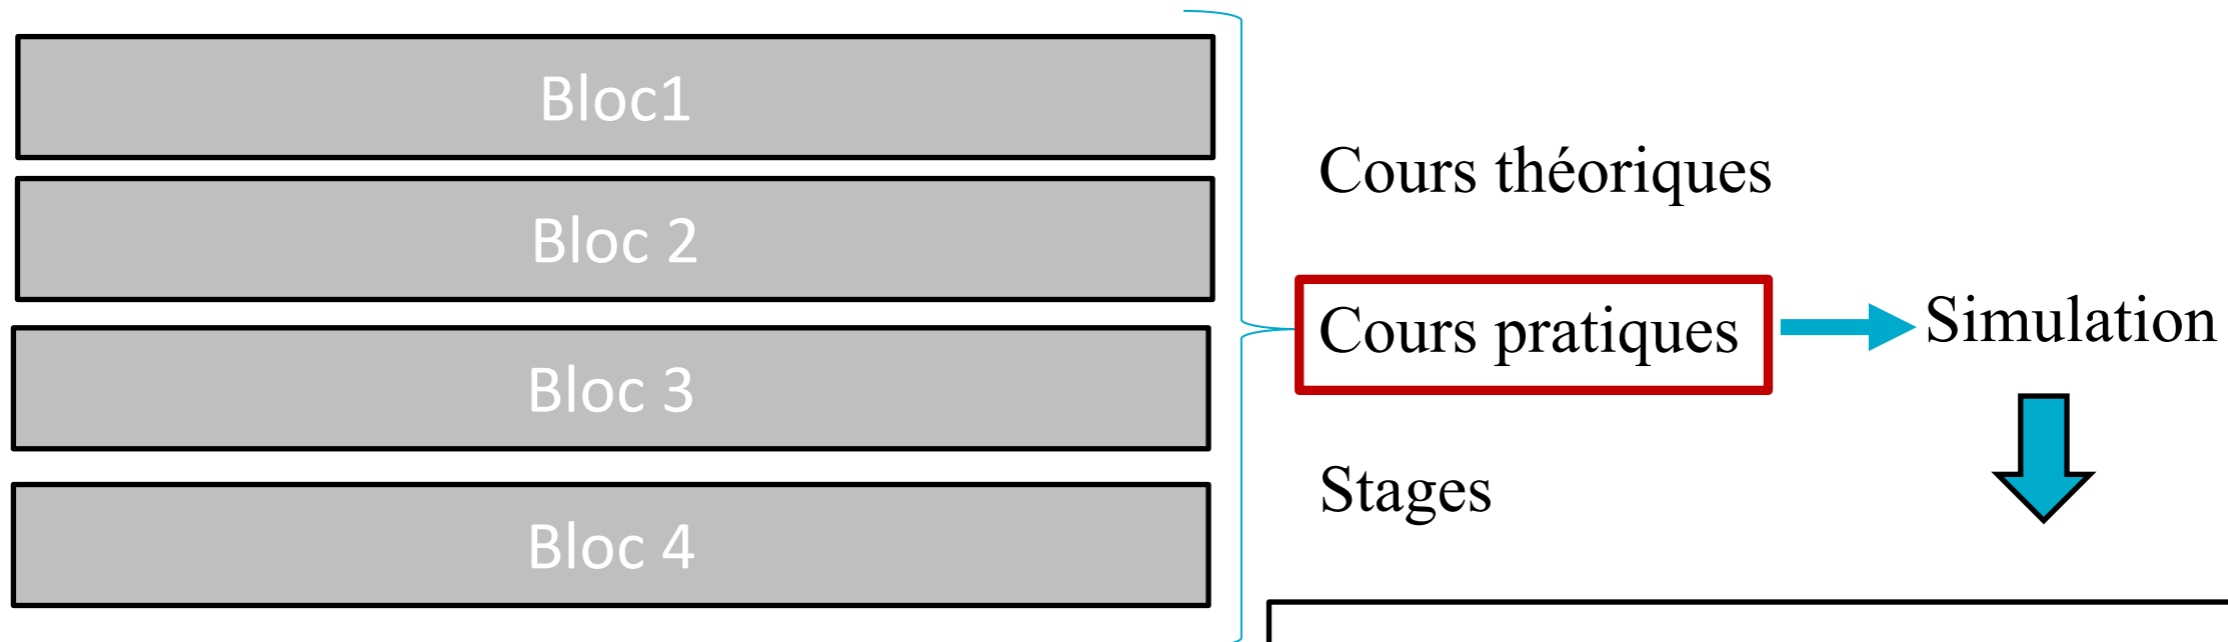 Bloc1
Bloc 2
Bloc 3
Bloc 4
Cours théoriques
Cours pratiques
Stages
Simulation